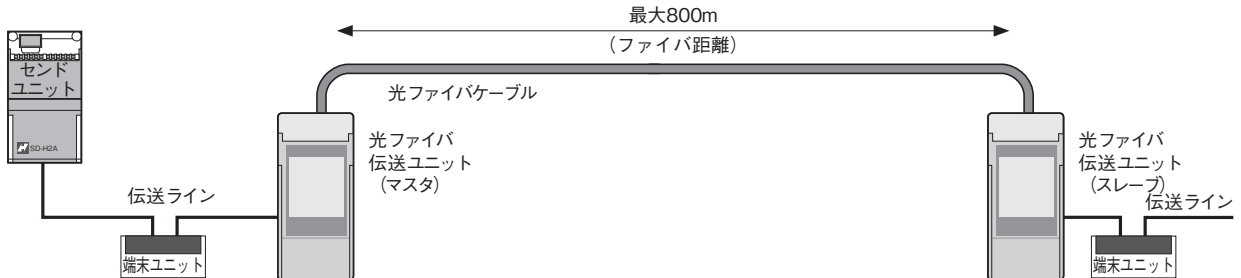 最大800m
(ファイバ距離)
センド
ユニット
SD-H2A
光ファイバケーブル
光ファイバ
伝送ユニット
(マスタ)
光ファイバ
伝送ユニット
(スレーブ)
伝送ライン
伝送ライン
端末ユニット
端末ユニット